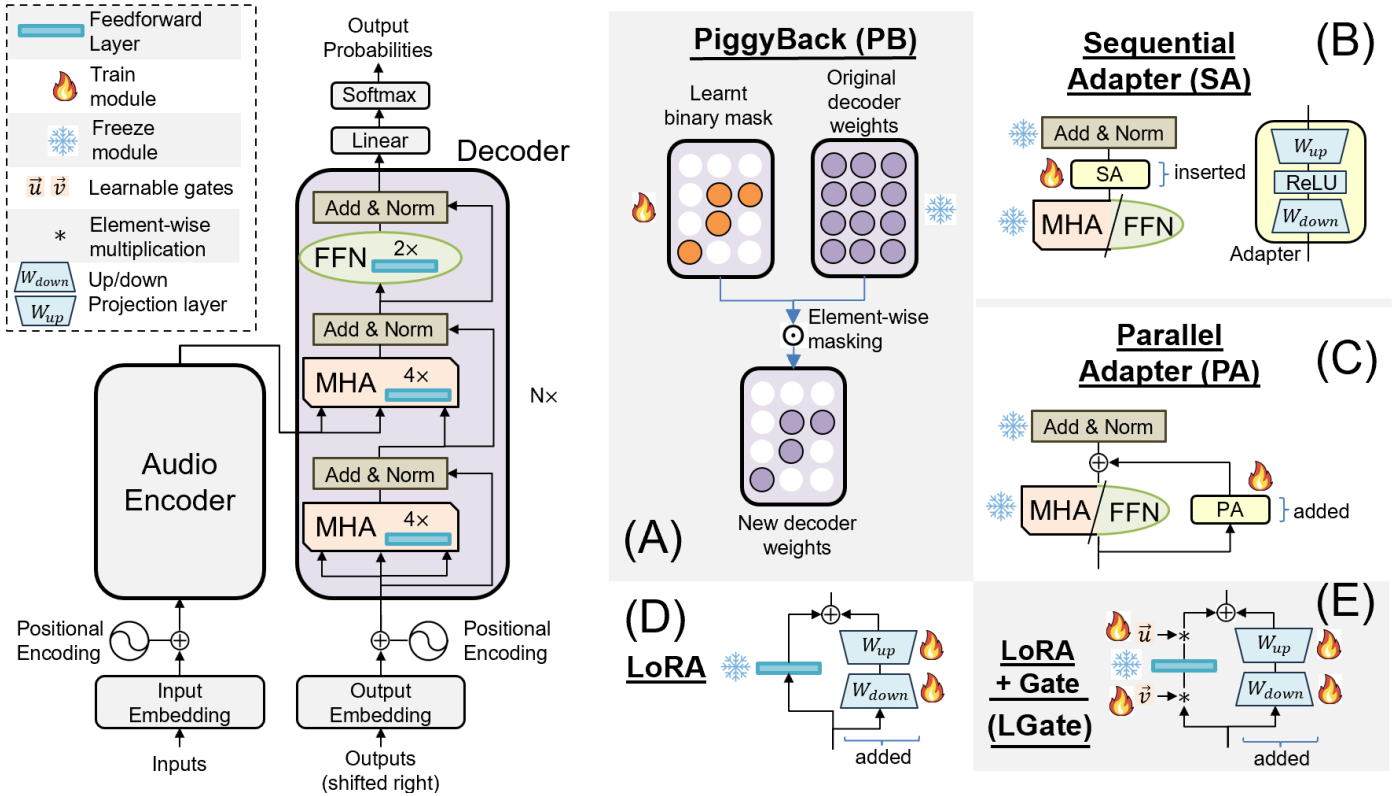 Feedforward
Layer
Train
module
Freeze
module
u⃗ v⃗ Learnable gates
Element-wise
* multiplication
W_down Up/down
W_up Projection layer
Output
Probabilities
Softmax
Linear
Decoder
Add & Norm
FFN 2×
Add & Norm
MHA 4×
N×
Add & Norm
MHA 4×
Audio
Encoder
Positional
Encoding
Positional
Encoding
Input
Embedding
Output
Embedding
Inputs
Outputs
(shifted right)
PiggyBack (PB)
Learnt
binary mask
Original
decoder
weights
Element-wise
masking
New decoder
weights
(A)
Sequential
Adapter (SA)
(B)
Add & Norm
SA
inserted
MHA FFN
W_up
ReLU
W_down
Adapter
Parallel
Adapter (PA)
(C)
Add & Norm
MHA FFN
PA
added
(D)
LoRA
W_up
W_down
added
(E)
LoRA
+ Gate
(LGate)
u⃗ *
v⃗ *
W_up
W_down
added